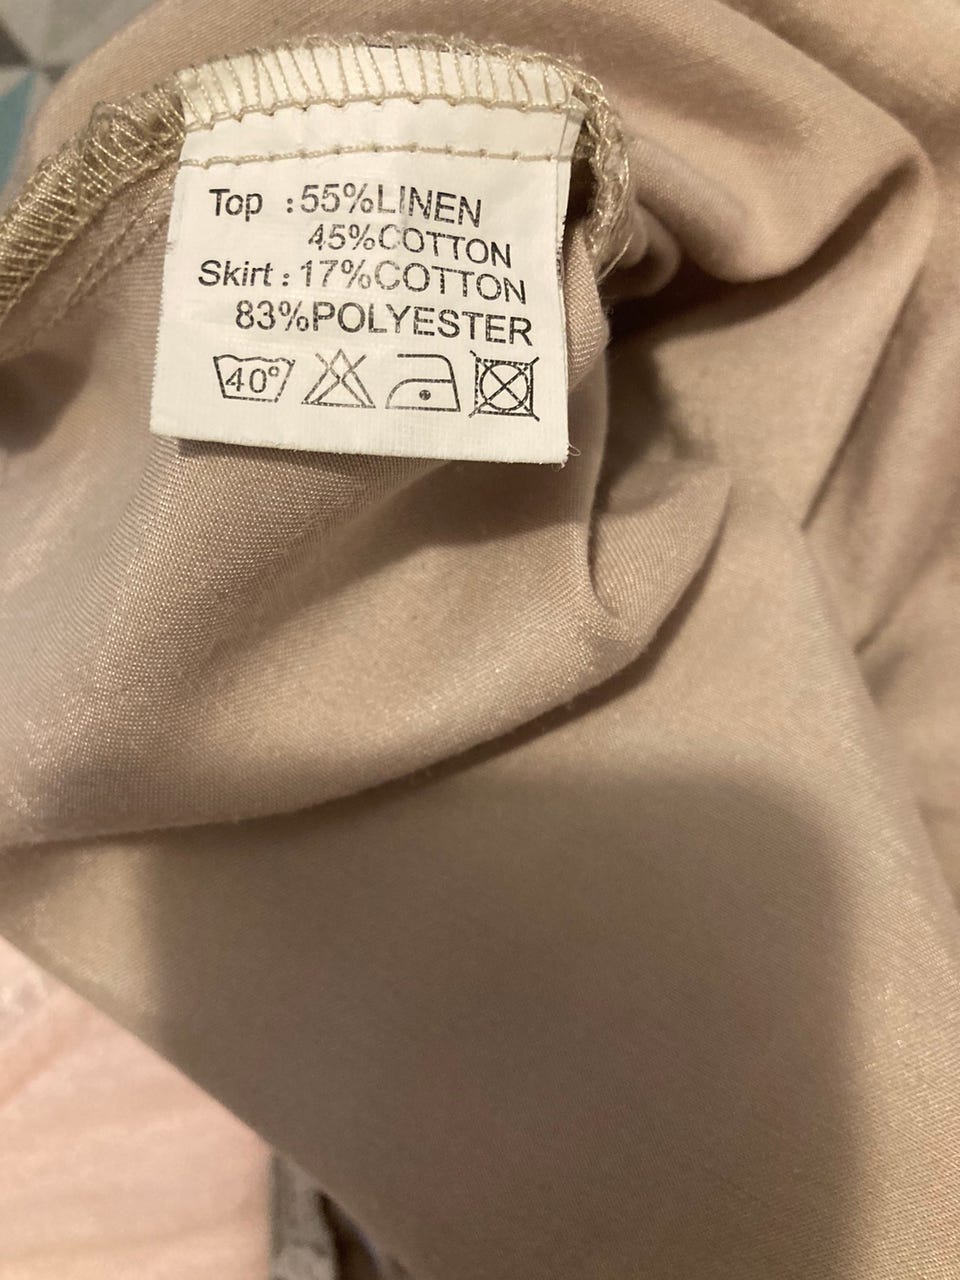 Top :55%LINEN
45%COTTON
Skirt :17%COTTON
83%POLYESTER
40°